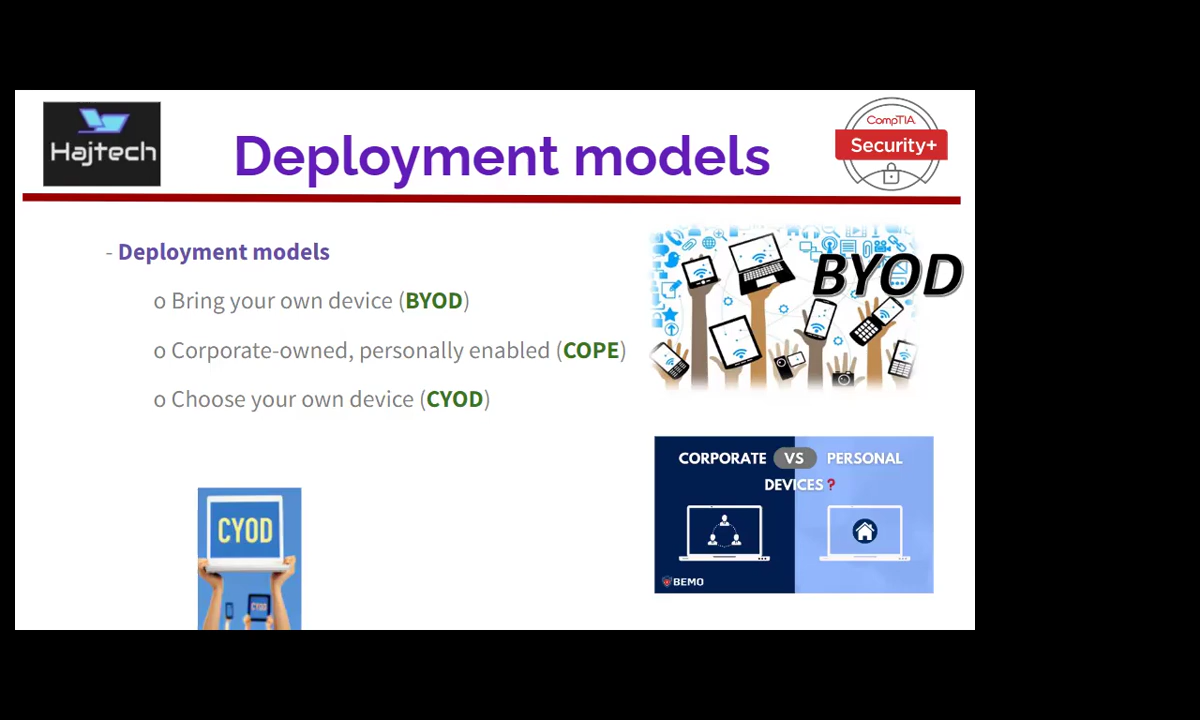 Hajtech
Deployment models
CompTIA
Security+
- Deployment models
o Bring your own device (BYOD)
o Corporate-owned, personally enabled (COPE)
o Choose your own device (CYOD)
BYOD
CORPORATE VS PERSONAL
DEVICES ?
BEMO
CYOD
CYOD